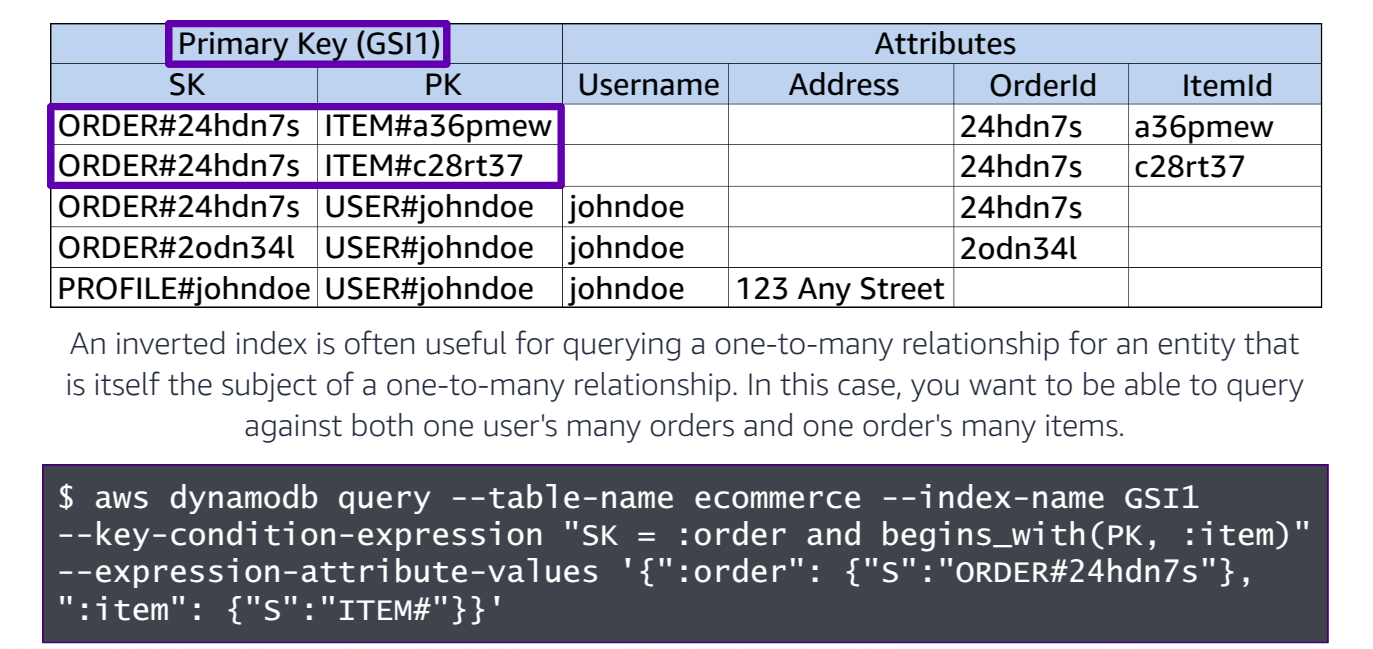 Primary Key (GSI1) Attributes
SK PK Username Address OrderId ItemId
ORDER#24hdn7s ITEM#a36pmew 24hdn7s a36pmew
ORDER#24hdn7s ITEM#c28rt37 24hdn7s c28rt37
ORDER#24hdn7s USER#johndoe johndoe 24hdn7s
ORDER#2odn34l USER#johndoe johndoe 2odn34l
PROFILE#johndoe USER#johndoe johndoe 123 Any Street
An inverted index is often useful for querying a one-to-many relationship for an entity that
is itself the subject of a one-to-many relationship. In this case, you want to be able to query
against both one user's many orders and one order's many items.
$ aws dynamodb query --table-name ecommerce --index-name GSI1
--key-condition-expression "SK = :order and begins_with(PK, :item)"
--expression-attribute-values '{":order": {"S":"ORDER#24hdn7s"},
":item": {"S":"ITEM#"}}'